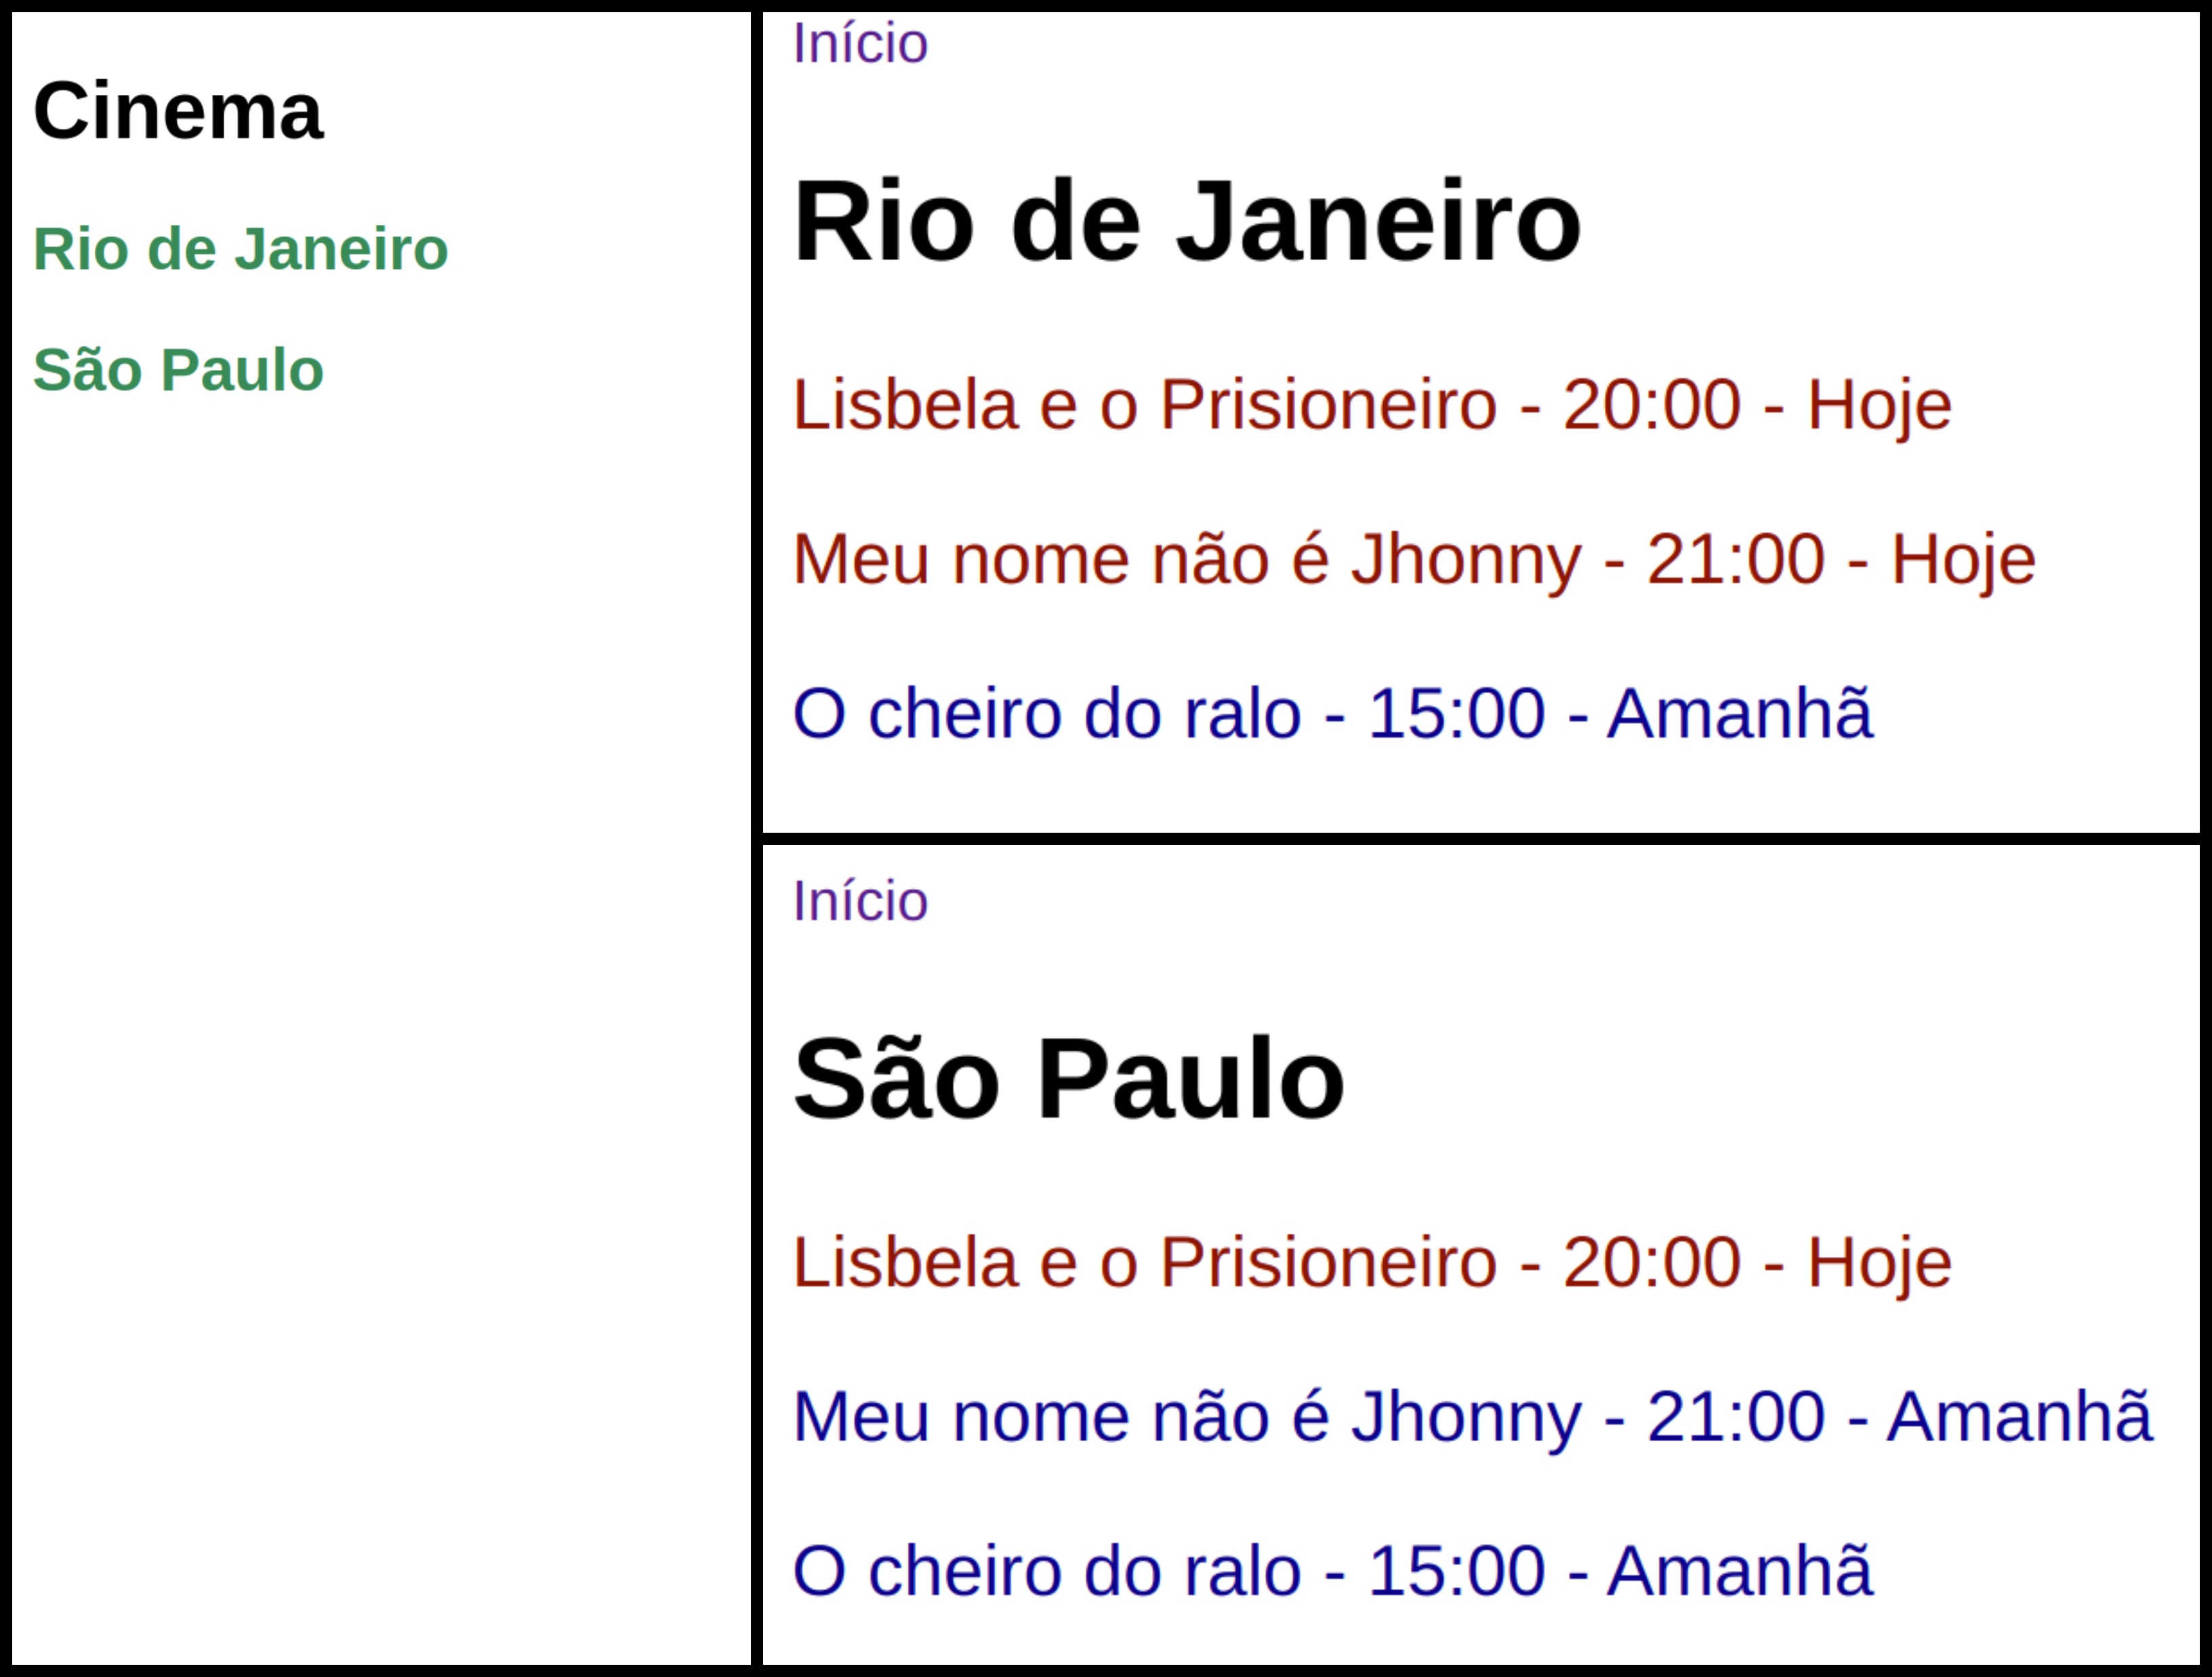 Cinema
Rio de Janeiro
São Paulo
Início
Rio de Janeiro
Lisbela e o Prisioneiro - 20:00 - Hoje
Meu nome não é Jhonny - 21:00 - Hoje
O cheiro do ralo - 15:00 - Amanhã
Início
São Paulo
Lisbela e o Prisioneiro - 20:00 - Hoje
Meu nome não é Jhonny - 21:00 - Amanhã
O cheiro do ralo - 15:00 - Amanhã